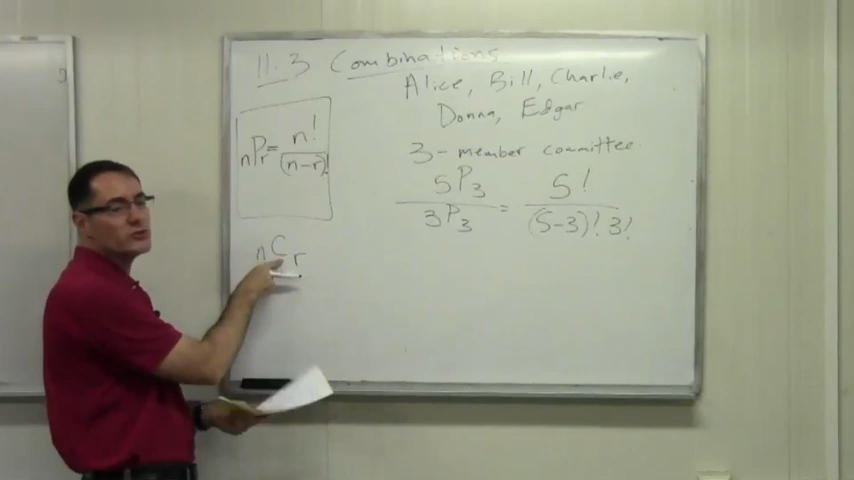 11.3 Combinations
Alice, Bill, Charlie,
Donna, Edgar
nPr = n!
(n-r)!
3-member committee
5P3
3P3
= 5!
(5-3)! 3!
nCr